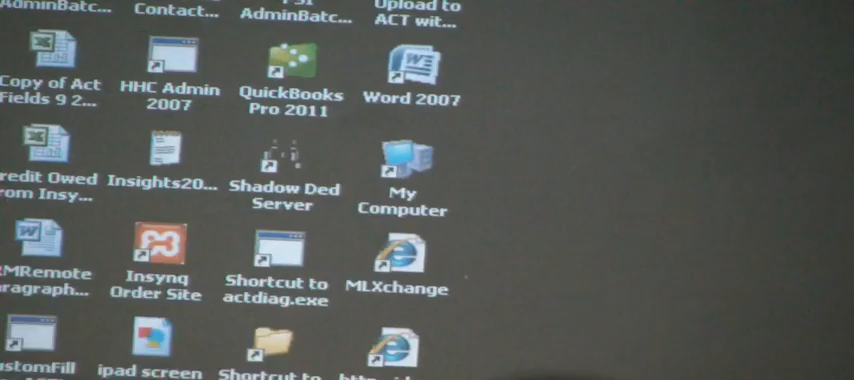 AdminBatc...
Contact...
AdminBatc...
Upload to
ACT wit...
Copy of Act
Fields 9 2...
HHC Admin
2007
QuickBooks
Pro 2011
Word 2007
redit Owed
rom Insy...
Insights20...
Shadow Ded
Server
My
Computer
MRemote
aragraph...
Insynq
Order Site
Shortcut to
actdiag.exe
MLXchange
ustomFill
ipad screen
Shortcut to